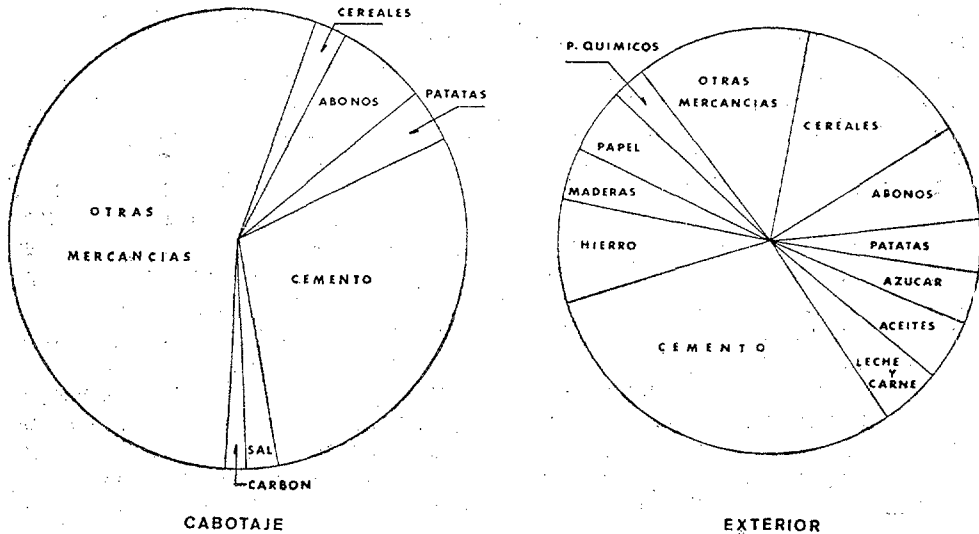 CEREALES
ABONOS
PATATAS
OTRAS
MERCANCIAS
CEMENTO
SAL
CARBON
CABOTAJE
P. QUIMICOS
OTRAS
MERCANCIAS
CEREALES
PAPEL
ABONOS
MADERAS
HIERRO
PATATAS
AZUCAR
ACEITES
CEMENTO
LECHE
Y
CARNE
EXTERIOR